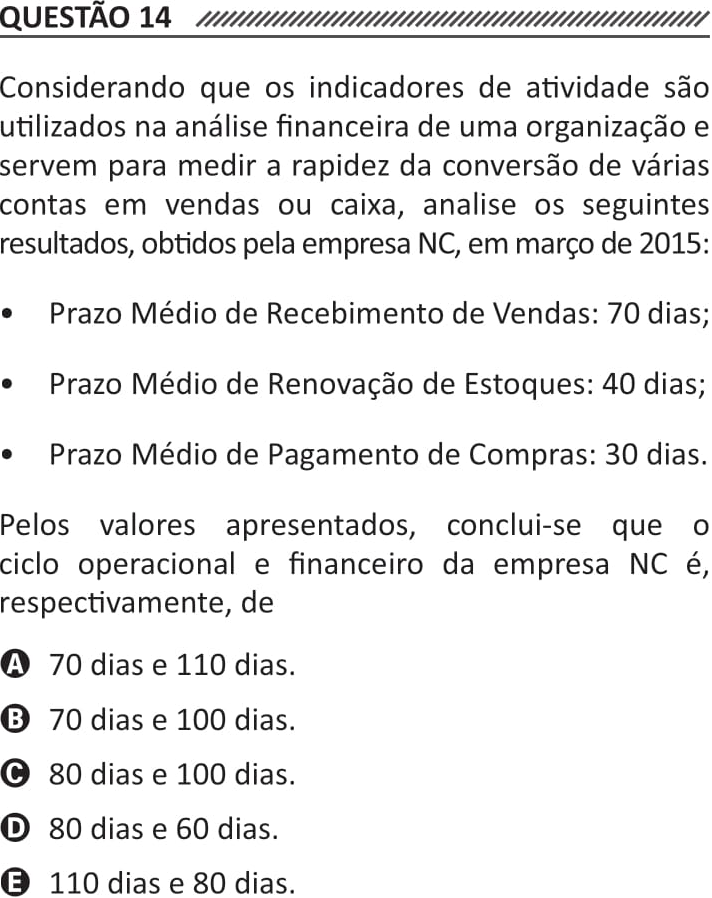 QUESTÃO 14
Considerando que os indicadores de atividade são
utilizados na análise financeira de uma organização e
servem para medir a rapidez da conversão de várias
contas em vendas ou caixa, analise os seguintes
resultados, obtidos pela empresa NC, em março de 2015:
• Prazo Médio de Recebimento de Vendas: 70 dias;
• Prazo Médio de Renovação de Estoques: 40 dias;
• Prazo Médio de Pagamento de Compras: 30 dias.
Pelos valores apresentados, conclui-se que o
ciclo operacional e financeiro da empresa NC é,
respectivamente, de
A 70 dias e 110 dias.
B 70 dias e 100 dias.
C 80 dias e 100 dias.
D 80 dias e 60 dias.
E 110 dias e 80 dias.